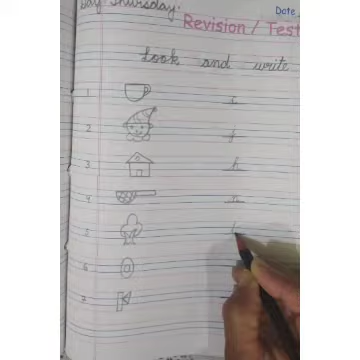 Day Thursday.
Date
Revision / Test
Look and write
1
2
3 h
4
5
6
7